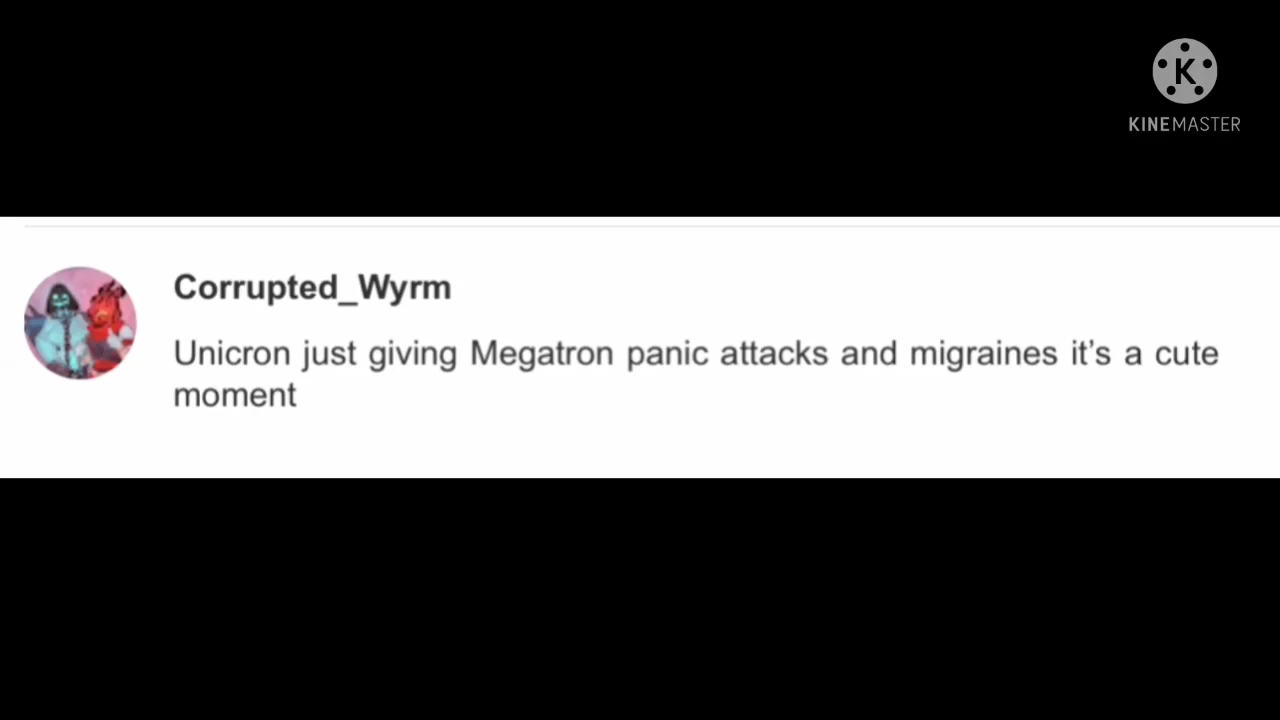 K
KINEMASTER
Corrupted_Wyrm
Unicron just giving Megatron panic attacks and migraines it’s a cute
moment